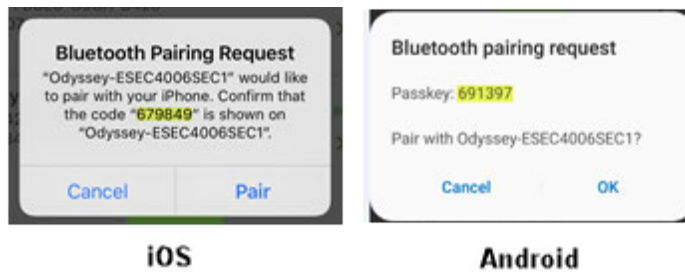 Bluetooth Pairing Request
"Odyssey-ESEC4006SEC1" would like
to pair with your iPhone. Confirm that
the code "679849" is shown on
"Odyssey-ESEC4006SEC1".
Cancel
Pair
iOS
Bluetooth pairing request
Passkey: 691397
Pair with Odyssey-ESEC4006SEC1?
Cancel
OK
Android